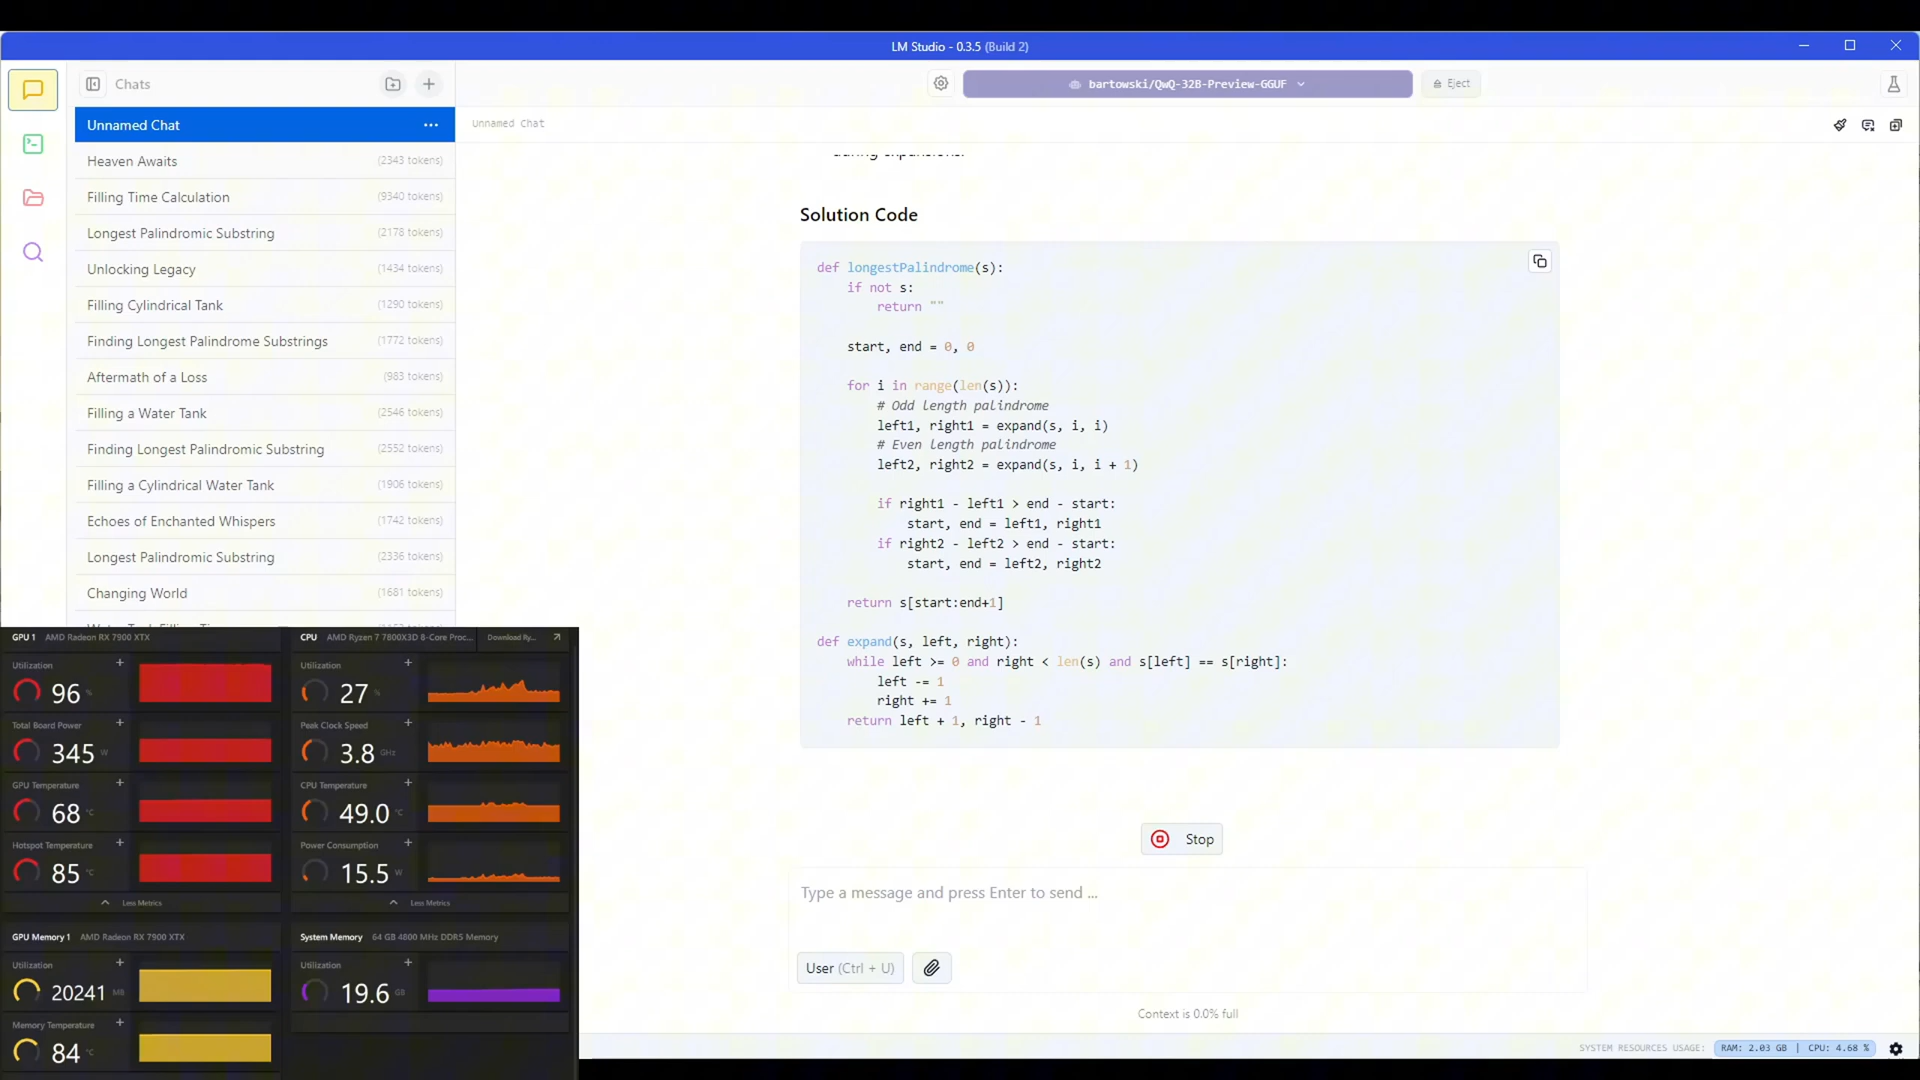 LM Studio - 0.3.5 (Build 2)
Chats
bartowski/QwQ-32B-Preview-GGUF
Eject
Unnamed Chat
Unnamed Chat
Heaven Awaits (2343 tokens)
Filling Time Calculation (9340 tokens)
Longest Palindromic Substring (2178 tokens)
Unlocking Legacy (1434 tokens)
Filling Cylindrical Tank (1290 tokens)
Finding Longest Palindrome Substrings (1772 tokens)
Aftermath of a Loss (983 tokens)
Filling a Water Tank (2546 tokens)
Finding Longest Palindromic Substring (2552 tokens)
Filling a Cylindrical Water Tank (1906 tokens)
Echoes of Enchanted Whispers (1742 tokens)
Longest Palindromic Substring (2336 tokens)
Changing World (1681 tokens)
during expansions.
Solution Code
def longestPalindrome(s):
    if not s:
        return ""
    start, end = 0, 0
    for i in range(len(s)):
        # Odd length palindrome
        left1, right1 = expand(s, i, i)
        # Even length palindrome
        left2, right2 = expand(s, i, i + 1)
        if right1 - left1 > end - start:
            start, end = left1, right1
        if right2 - left2 > end - start:
            start, end = left2, right2
    return s[start:end+1]
def expand(s, left, right):
    while left >= 0 and right < len(s) and s[left] == s[right]:
        left -= 1
        right += 1
    return left + 1, right - 1
Stop
Type a message and press Enter to send ...
User (Ctrl + U)
Context is 0.0% full
SYSTEM RESOURCES USAGE: RAM: 2.03 GB | CPU: 4.68 %
GPU 1 AMD Radeon RX 7900 XTX
Utilization
96 %
Total Board Power
345 W
GPU Temperature
68 °C
Hotspot Temperature
85 °C
Less Metrics
GPU Memory 1 AMD Radeon RX 7900 XTX
Utilization
20241 MB
Memory Temperature
84 °C
CPU AMD Ryzen 7 7800X3D 8-Core Proc... Download Ry...
Utilization
27 %
Peak Clock Speed
3.8 GHz
CPU Temperature
49.0 °C
Power Consumption
15.5 W
Less Metrics
System Memory 64 GB 4800 MHz DDR5 Memory
Utilization
19.6 GB